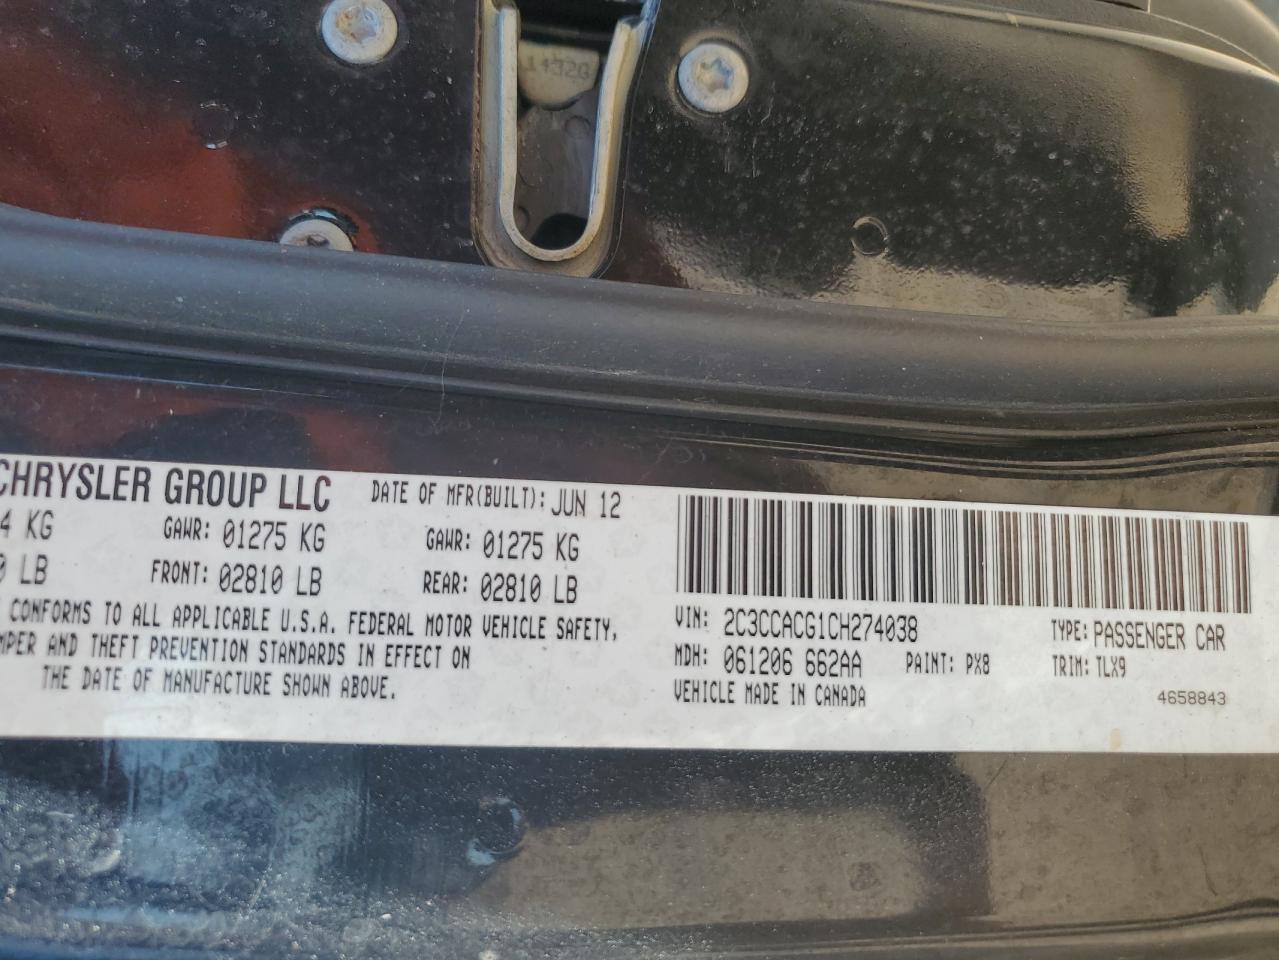 1432G
CHRYSLER GROUP LLC DATE OF MFR(BUILT): JUN 12
4 KG GAWR: 01275 KG GAWR: 01275 KG
0 LB FRONT: 02810 LB REAR: 02810 LB
CONFORMS TO ALL APPLICABLE U.S.A. FEDERAL MOTOR VEHICLE SAFETY,
MPER AND THEFT PREVENTION STANDARDS IN EFFECT ON
THE DATE OF MANUFACTURE SHOWN ABOVE.
VIN: 2C3CCACG1CH274038 TYPE: PASSENGER CAR
MDH: 061206 662AA PAINT: PX8 TRIM: TLX9
VEHICLE MADE IN CANADA 4658843